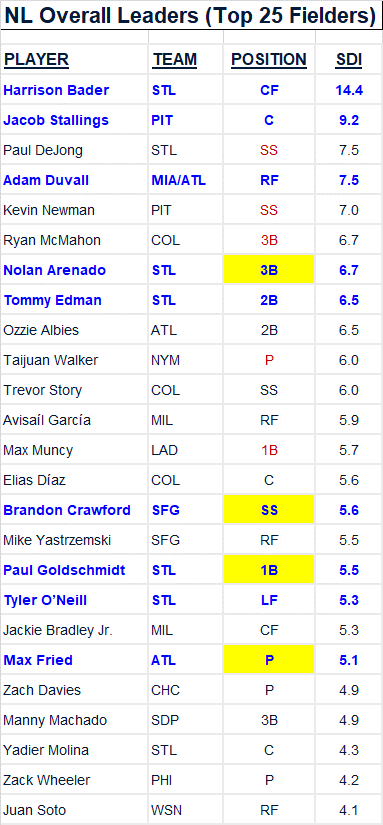 NL Overall Leaders (Top 25 Fielders)
PLAYER TEAM POSITION SDI
Harrison Bader STL CF 14.4
Jacob Stallings PIT C 9.2
Paul DeJong STL SS 7.5
Adam Duvall MIA/ATL RF 7.5
Kevin Newman PIT SS 7.0
Ryan McMahon COL 3B 6.7
Nolan Arenado STL 3B 6.7
Tommy Edman STL 2B 6.5
Ozzie Albies ATL 2B 6.5
Taijuan Walker NYM P 6.0
Trevor Story COL SS 6.0
Avisaíl García MIL RF 5.9
Max Muncy LAD 1B 5.7
Elias Díaz COL C 5.6
Brandon Crawford SFG SS 5.6
Mike Yastrzemski SFG RF 5.5
Paul Goldschmidt STL 1B 5.5
Tyler O’Neill STL LF 5.3
Jackie Bradley Jr. MIL CF 5.3
Max Fried ATL P 5.1
Zach Davies CHC P 4.9
Manny Machado SDP 3B 4.9
Yadier Molina STL C 4.3
Zack Wheeler PHI P 4.2
Juan Soto WSN RF 4.1